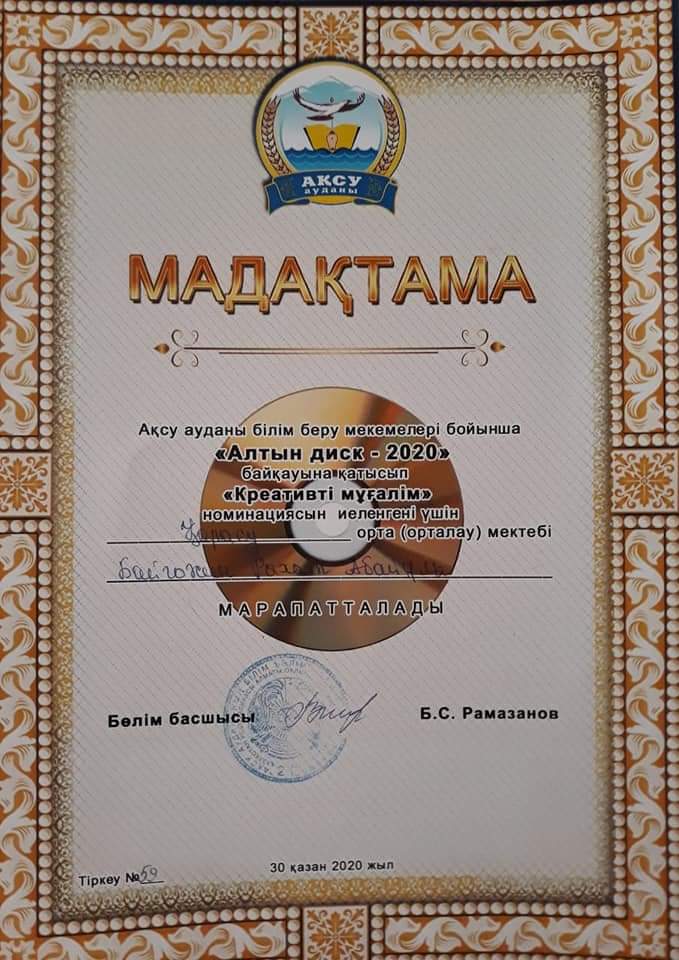 АҚСУ
ауданы
МАДАҚТАМА
Ақсу ауданы білім беру мекемелері бойынша
«Алтын диск - 2020»
байқауына қатысып
«Креативті мұғалім»
номинациясын иеленгені үшін
орта (орталау) мектебі
МАРАПАТТАЛАДЫ
Бөлім басшысы
Б.С. Рамазанов
30 қазан 2020 жыл
Тіркеу №59